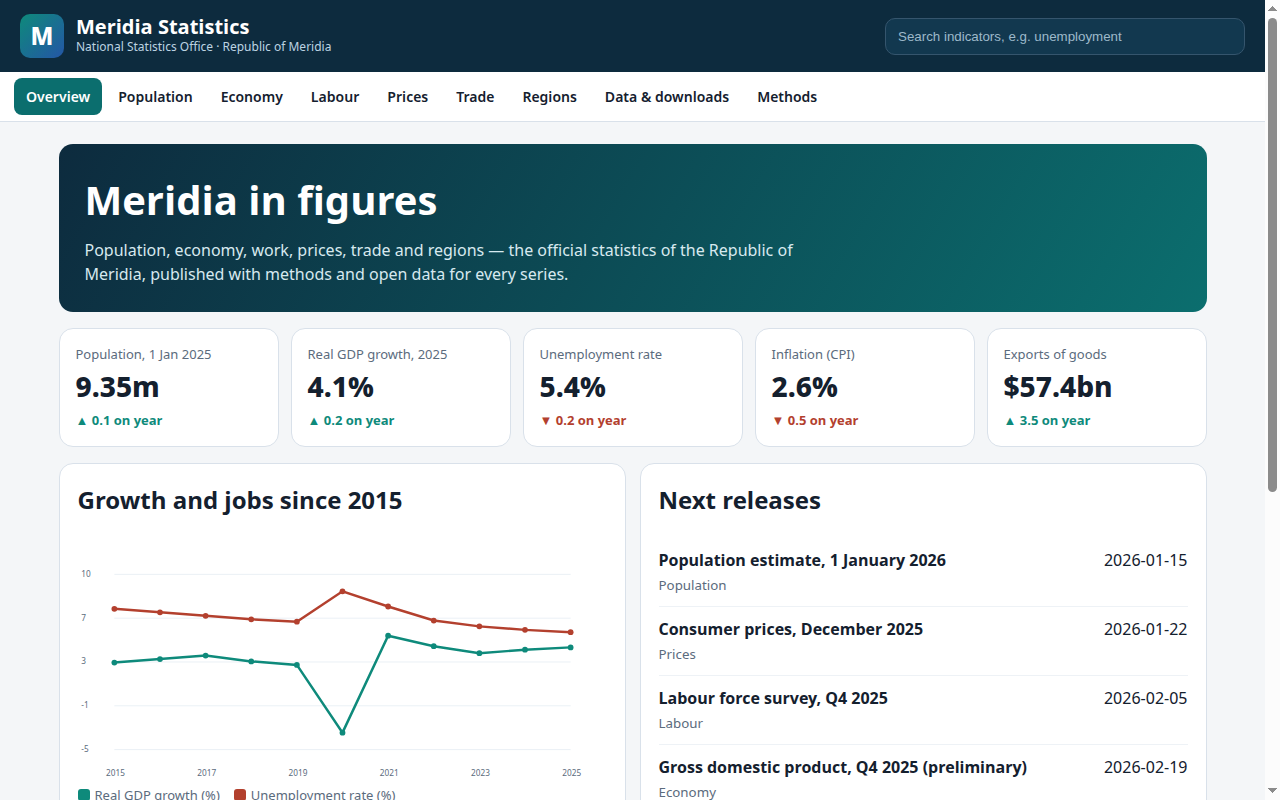 M
Meridia Statistics
National Statistics Office · Republic of Meridia
Search indicators, e.g. unemployment
Overview
Population
Economy
Labour
Prices
Trade
Regions
Data & downloads
Methods
Meridia in figures
Population, economy, work, prices, trade and regions — the official statistics of the Republic of
Meridia, published with methods and open data for every series.
Population, 1 Jan 2025
9.35m
▲ 0.1 on year
Real GDP growth, 2025
4.1%
▲ 0.2 on year
Unemployment rate
5.4%
▼ 0.2 on year
Inflation (CPI)
2.6%
▼ 0.5 on year
Exports of goods
$57.4bn
▲ 3.5 on year
Growth and jobs since 2015
10
7
3
-1
-5
2015
2017
2019
2021
2023
2025
Real GDP growth (%)
Unemployment rate (%)
Next releases
Population estimate, 1 January 2026
2026-01-15
Population
Consumer prices, December 2025
2026-01-22
Prices
Labour force survey, Q4 2025
2026-02-05
Labour
Gross domestic product, Q4 2025 (preliminary)
2026-02-19
Economy